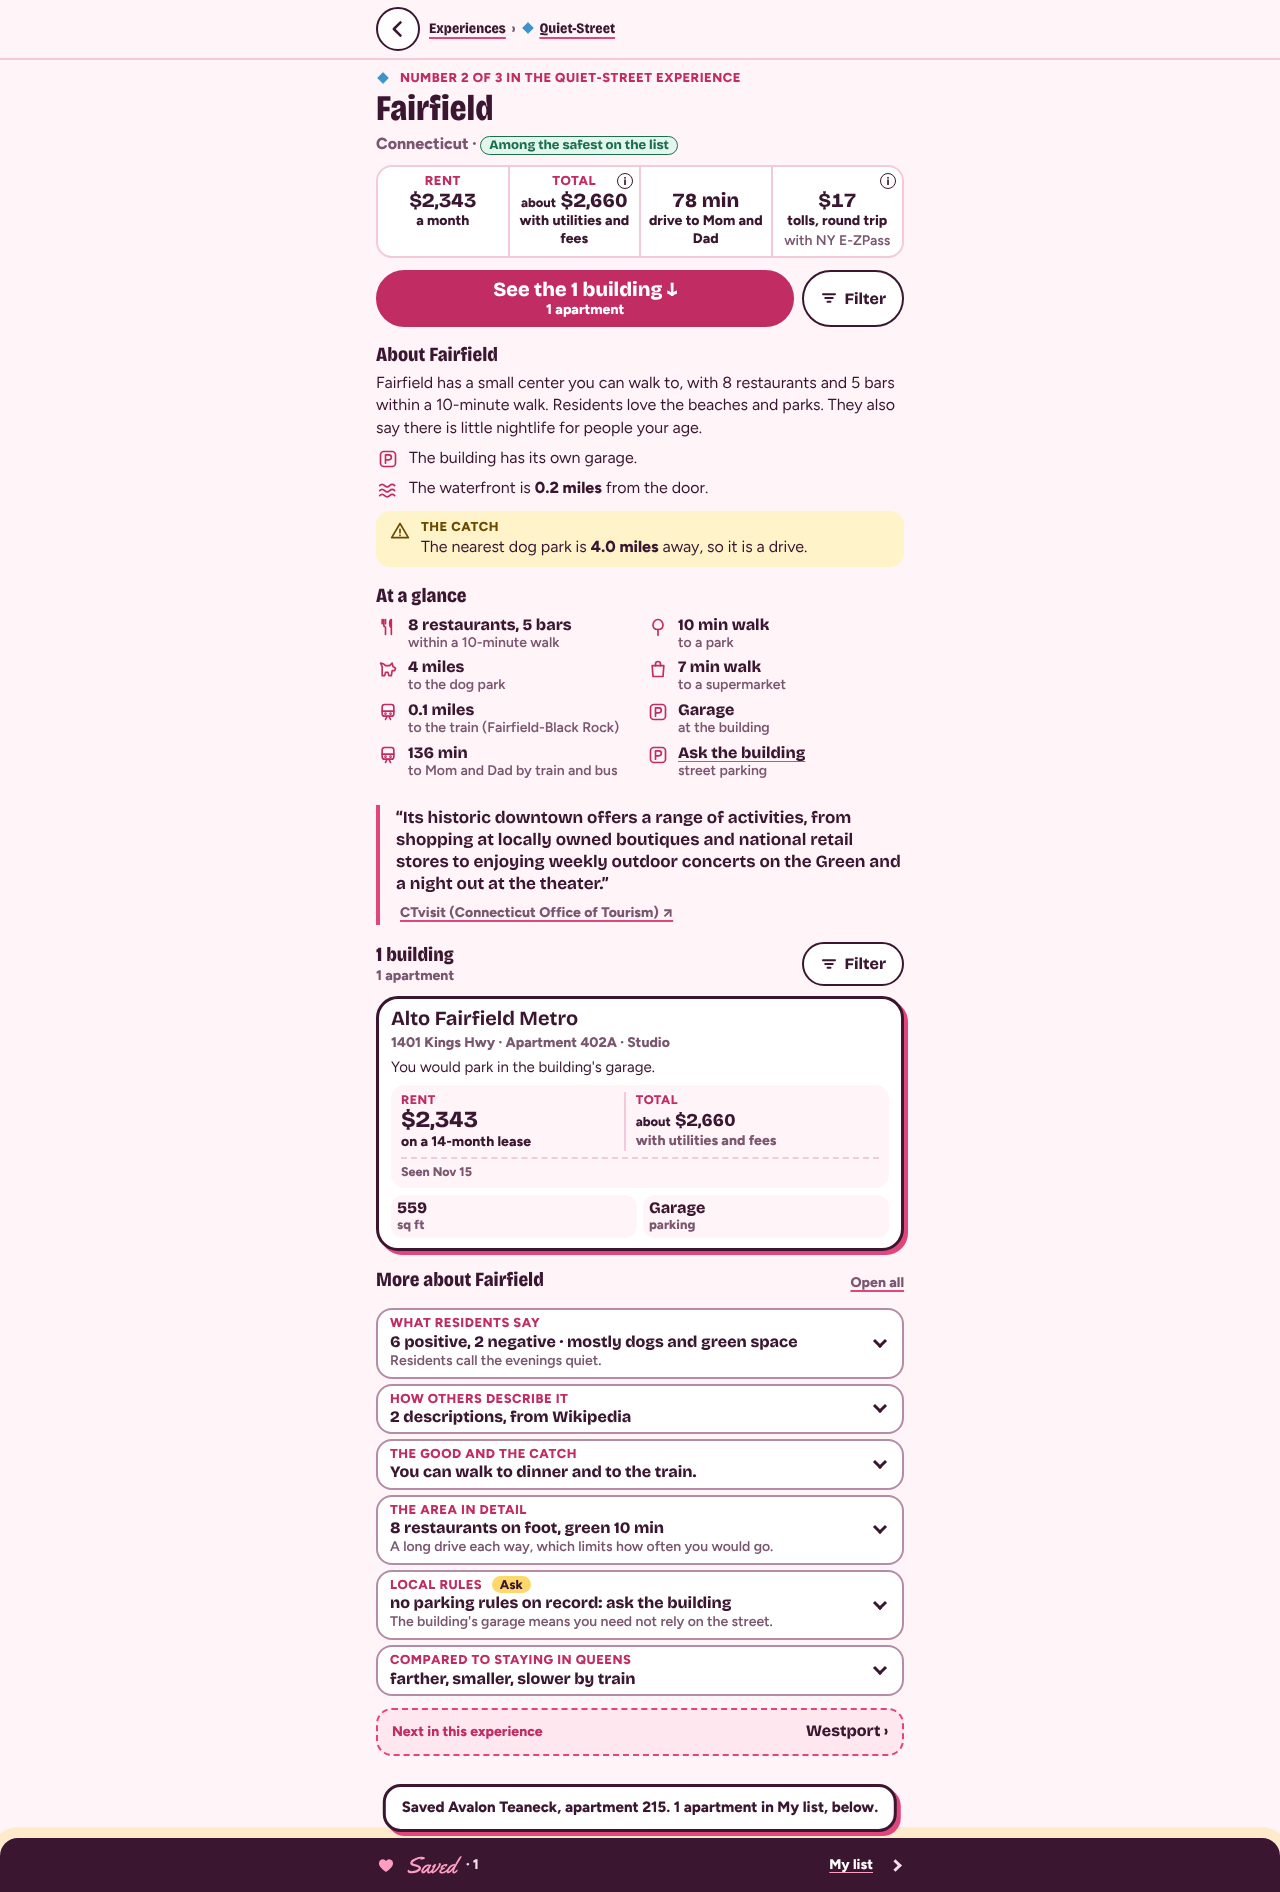 Experiences › Quiet-Street
NUMBER 2 OF 3 IN THE QUIET-STREET EXPERIENCE
Fairfield
Connecticut · Among the safest on the list
RENT
$2,343
a month
TOTAL
about $2,660
with utilities and
fees
78 min
drive to Mom and
Dad
$17
tolls, round trip
with NY E-ZPass
See the 1 building ↓
1 apartment
Filter
About Fairfield
Fairfield has a small center you can walk to, with 8 restaurants and 5 bars
within a 10-minute walk. Residents love the beaches and parks. They also
say there is little nightlife for people your age.
The building has its own garage.
The waterfront is 0.2 miles from the door.
THE CATCH
The nearest dog park is 4.0 miles away, so it is a drive.
At a glance
8 restaurants, 5 bars
within a 10-minute walk
10 min walk
to a park
4 miles
to the dog park
7 min walk
to a supermarket
0.1 miles
to the train (Fairfield-Black Rock)
Garage
at the building
136 min
to Mom and Dad by train and bus
Ask the building
street parking
“Its historic downtown offers a range of activities, from
shopping at locally owned boutiques and national retail
stores to enjoying weekly outdoor concerts on the Green and
a night out at the theater.”
CTvisit (Connecticut Office of Tourism) ↗
1 building
1 apartment
Filter
Alto Fairfield Metro
1401 Kings Hwy · Apartment 402A · Studio
You would park in the building's garage.
RENT
$2,343
on a 14-month lease
TOTAL
about $2,660
with utilities and fees
Seen Nov 15
559
sq ft
Garage
parking
More about Fairfield
Open all
WHAT RESIDENTS SAY
6 positive, 2 negative · mostly dogs and green space
Residents call the evenings quiet.
HOW OTHERS DESCRIBE IT
2 descriptions, from Wikipedia
THE GOOD AND THE CATCH
You can walk to dinner and to the train.
THE AREA IN DETAIL
8 restaurants on foot, green 10 min
A long drive each way, which limits how often you would go.
LOCAL RULES Ask
no parking rules on record: ask the building
The building's garage means you need not rely on the street.
COMPARED TO STAYING IN QUEENS
farther, smaller, slower by train
Next in this experience
Westport ›
Saved Avalon Teaneck, apartment 215. 1 apartment in My list, below.
Saved · 1
My list